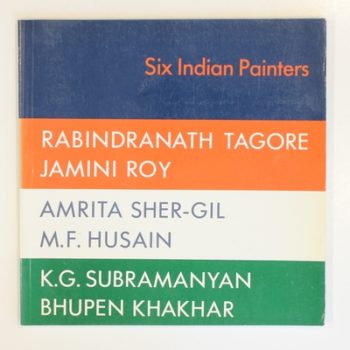 Six Indian Painters
RABINDRANATH TAGORE
JAMINI ROY
AMRITA SHER-GIL
M.F. HUSAIN
K.G. SUBRAMANYAN
BHUPEN KHAKHAR